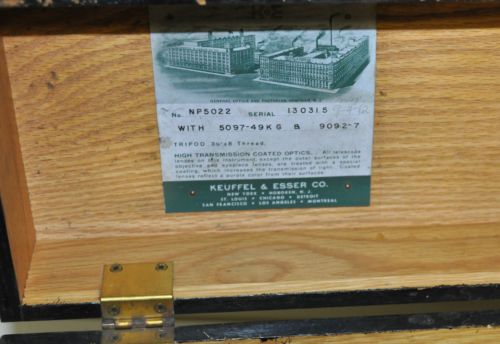 GENERAL OFFICE AND FACTORIES, HOBOKEN, N. J.
No. NP5022 SERIAL 130315
WITH 5097-49K6 & 9092-7
TRIPOD 3½x8 Thread.
HIGH TRANSMISSION COATED OPTICS. All telescope
lenses on this instrument, except the outer surfaces of the
objective and eyepiece lenses, are treated with a special
coating, which increases the transmission of light. Coated
lenses reflect a purple color from their surfaces.
KEUFFEL & ESSER CO.
NEW YORK • HOBOKEN, N. J.
ST. LOUIS • CHICAGO • DETROIT
SAN FRANCISCO • LOS ANGELES • MONTREAL